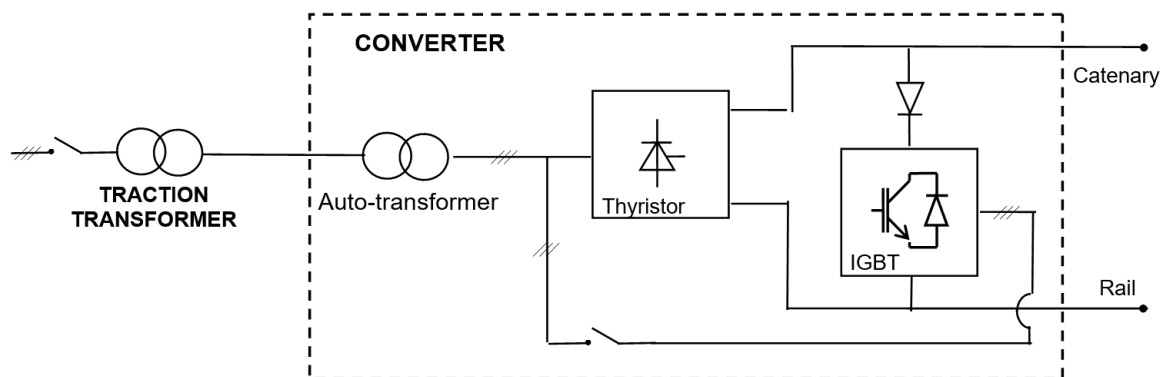 CONVERTER
Catenary
TRACTION
TRANSFORMER
Auto-transformer
Thyristor
IGBT
Rail